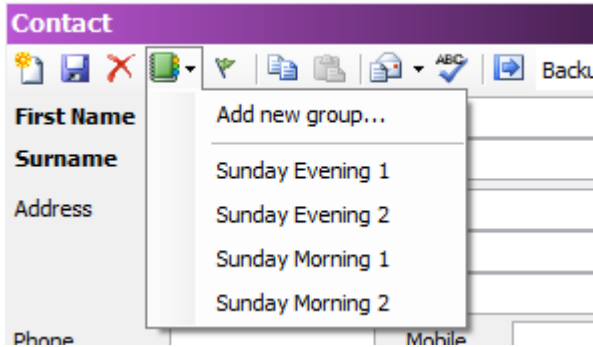 Contact
ABC
Backu
First Name
Add new group...
Surname
Sunday Evening 1
Address
Sunday Evening 2
Sunday Morning 1
Sunday Morning 2
Phone
Mobile